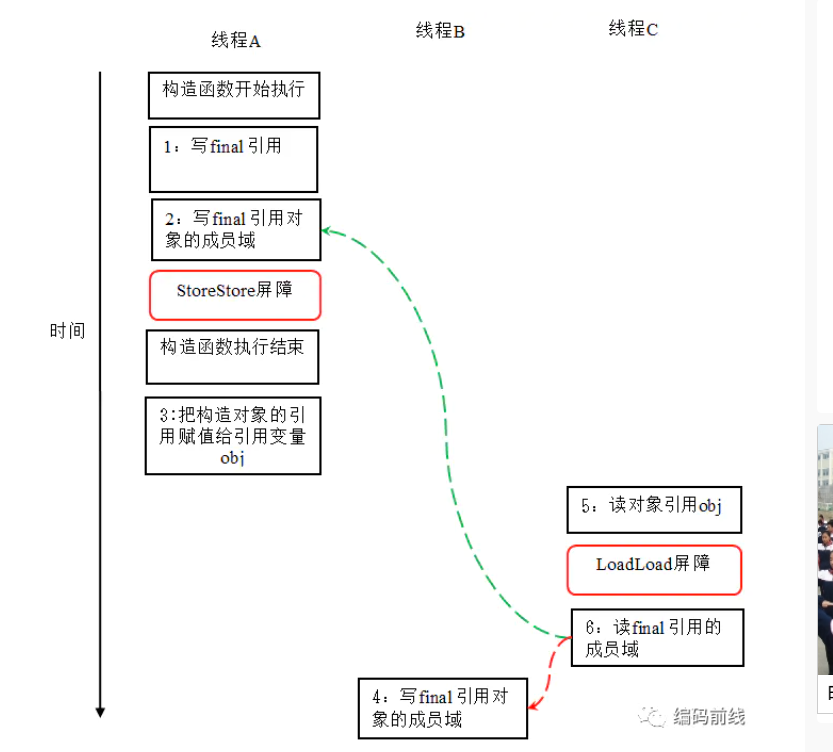 线程A
线程B
线程C
构造函数开始执行
1: 写final 引用
2: 写final 引用对
象的成员域
StoreStore屏障
时间
构造函数执行结束
3:把构造对象的引
用赋值给引用变量
obj
5: 读对象引用obj
LoadLoad屏障
6: 读final 引用的
成员域
4: 写final 引用对
象的成员域
编码前线